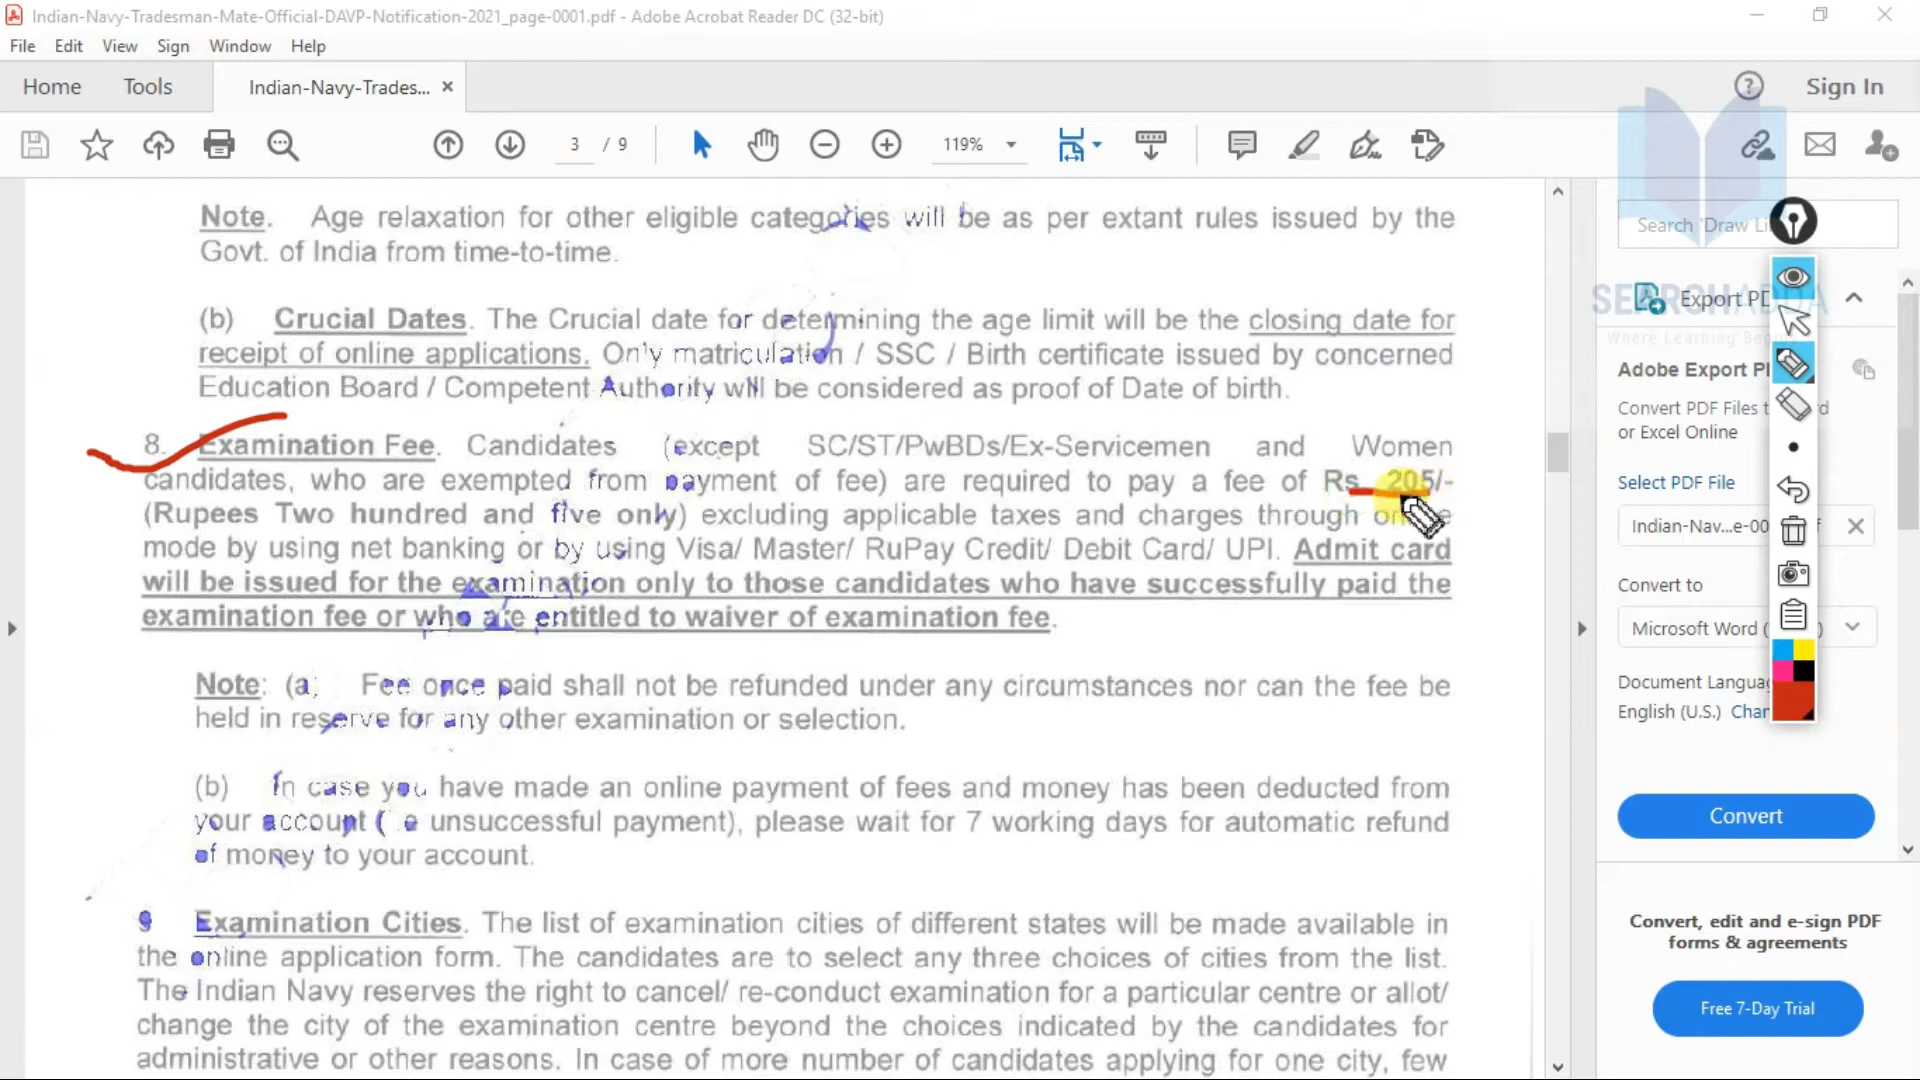 Indian-Navy-Tradesman-Mate-Official-DAVP-Notification-2021_page-0001.pdf - Adobe Acrobat Reader DC (32-bit)
File Edit View Sign Window Help
Home Tools Indian-Navy-Trades... Sign In
3 / 9 119%
Note. Age relaxation for other eligible categories will be as per extant rules issued by the
Govt. of India from time-to-time.
(b) Crucial Dates. The Crucial date for determining the age limit will be the closing date for
receipt of online applications. Only matriculation / SSC / Birth certificate issued by concerned
Education Board / Competent Authority will be considered as proof of Date of birth.
8. Examination Fee. Candidates (except SC/ST/PwBDs/Ex-Servicemen and Women
candidates, who are exempted from payment of fee) are required to pay a fee of Rs. 205/-
(Rupees Two hundred and five only) excluding applicable taxes and charges through
mode by using net banking or by using Visa/ Master/ RuPay Credit/ Debit Card/ UPI. Admit card
will be issued for the examination only to those candidates who have successfully paid the
examination fee or who are entitled to waiver of examination fee.
Note: (a) Fee once paid shall not be refunded under any circumstances nor can the fee be
held in reserve for any other examination or selection.
(b) In case you have made an online payment of fees and money has been deducted from
your account ( e unsuccessful payment), please wait for 7 working days for automatic refund
of money to your account.
9 Examination Cities. The list of examination cities of different states will be made available in
the online application form. The candidates are to select any three choices of cities from the list.
The Indian Navy reserves the right to cancel/ re-conduct examination for a particular centre or allot/
change the city of the examination centre beyond the choices indicated by the candidates for
administrative or other reasons. In case of more number of candidates applying for one city, few
Search 'Draw Li
SEARCHADDA
Where Learning Begins
Export PD
Adobe Export P
Convert PDF Files t rd
or Excel Online
Select PDF File
Indian-Nav...e-00 f
Convert to
Microsoft Word ( )
Document Langua
English (U.S.) Chan
Convert
Convert, edit and e-sign PDF
forms & agreements
Free 7-Day Trial